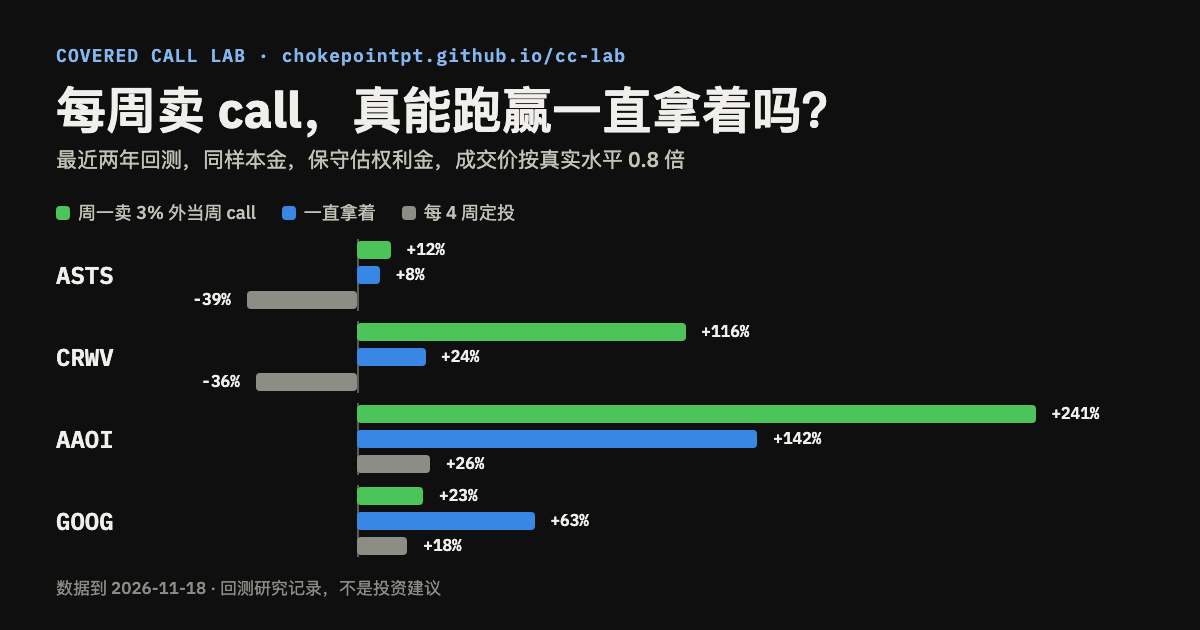 COVERED CALL LAB · chokepointpt.github.io/cc-lab
每周卖 call，真能跑赢一直拿着吗？
最近两年回测，同样本金，保守估权利金，成交价按真实水平 0.8 倍
周一卖 3% 外当周 call 一直拿着 每 4 周定投
+12%
ASTS +8%
-39%
+116%
CRWV +24%
-36%
+241%
AAOI +142%
+26%
+23%
GOOG +63%
+18%
数据到 2026-11-18 · 回测研究记录，不是投资建议